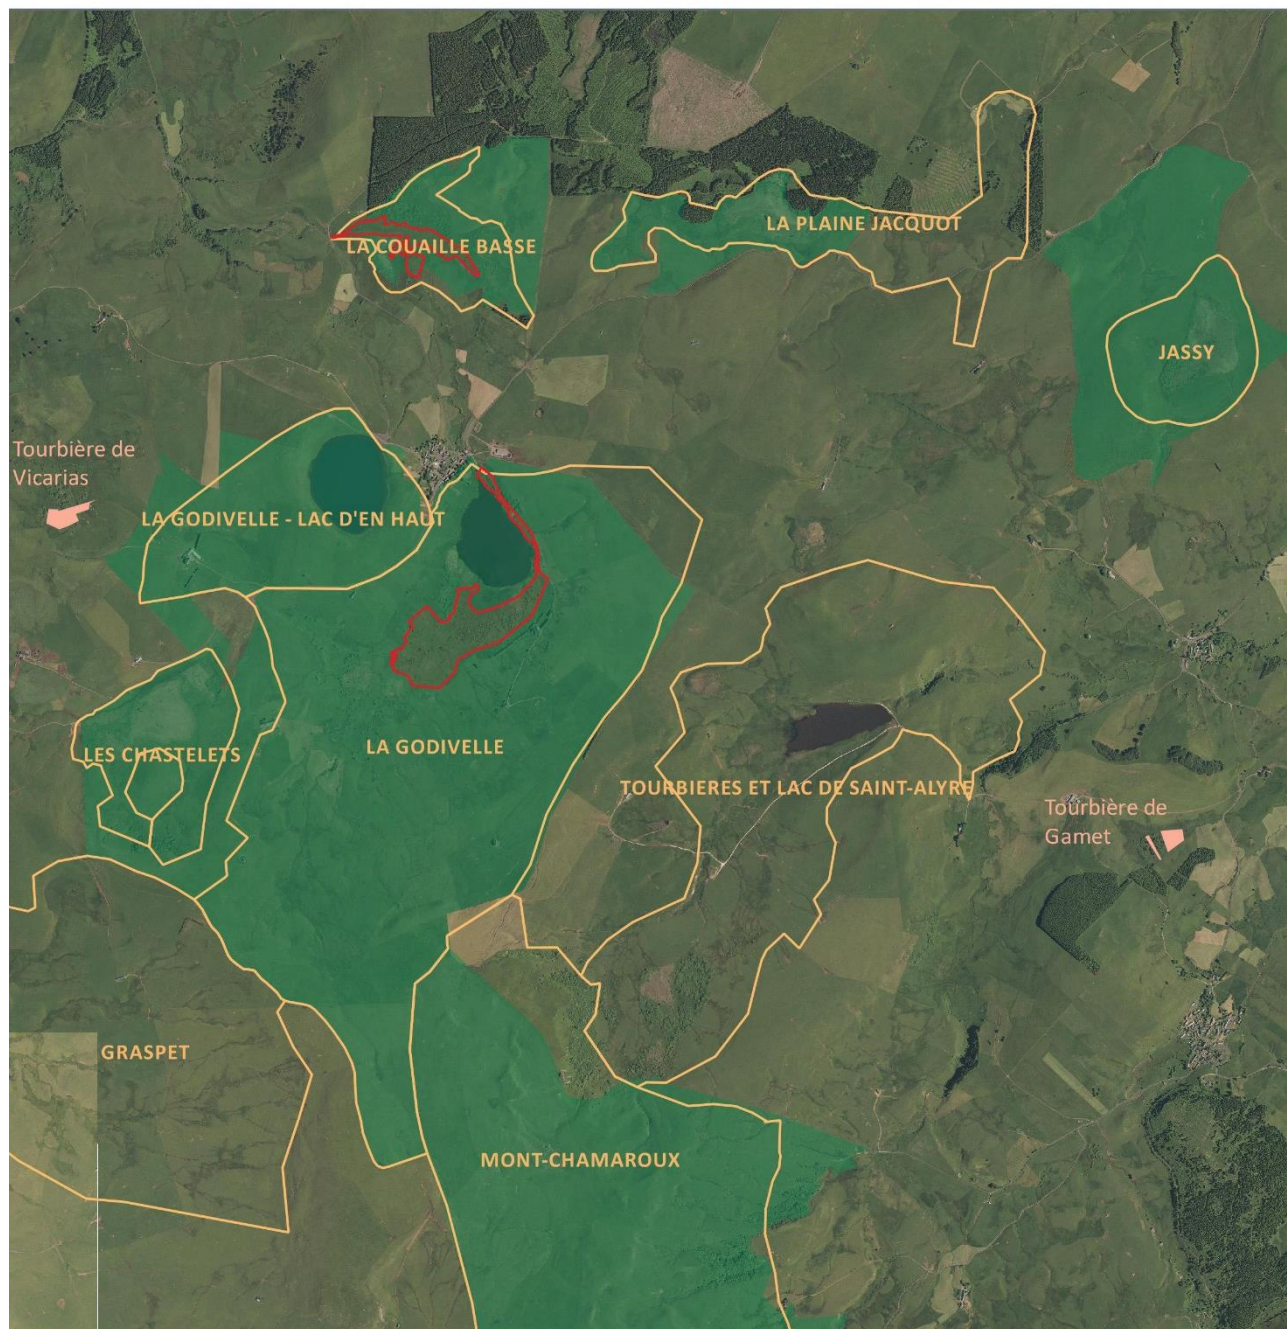 LA PLAINE JACQUOT
LA COUAILLE BASSE
JASSY
Tourbière de
Vicarias
LA GODIVELLE - LAC D'EN HAUT
LA GODIVELLE
LES CHASTELETS
TOURBIERES ET LAC DE SAINT-ALYRE
Tourbière de
Gamet
GRASPET
MONT-CHAMAROUX